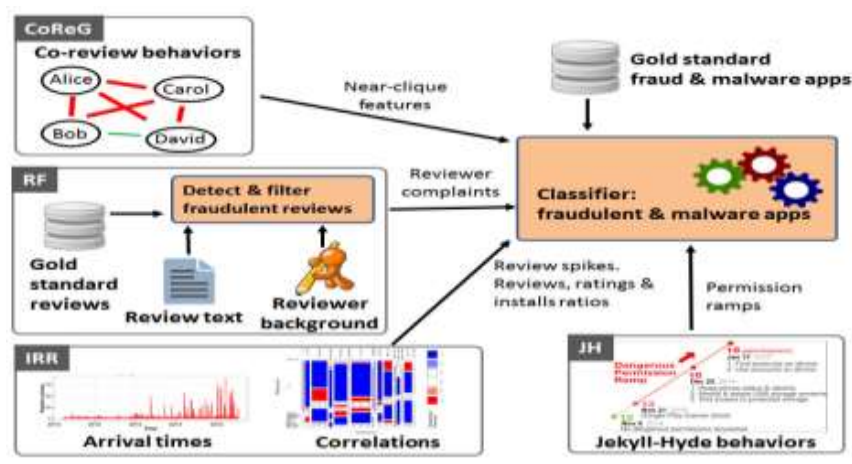 CoReG
Co-review behaviors
Alice
Carol
Bob
David
Near-clique
features
Gold standard
fraud & malware apps
RF
Detect & filter
fraudulent reviews
Gold
standard
reviews
Review text
Reviewer
background
Reviewer
complaints
Classifier:
fraudulent & malware apps
Review spikes.
Reviews, ratings &
installs ratios
Permission
ramps
IRR
Arrival times
Correlations
JH
Dangerous
Permission
Ramp
Jekyll-Hyde behaviors